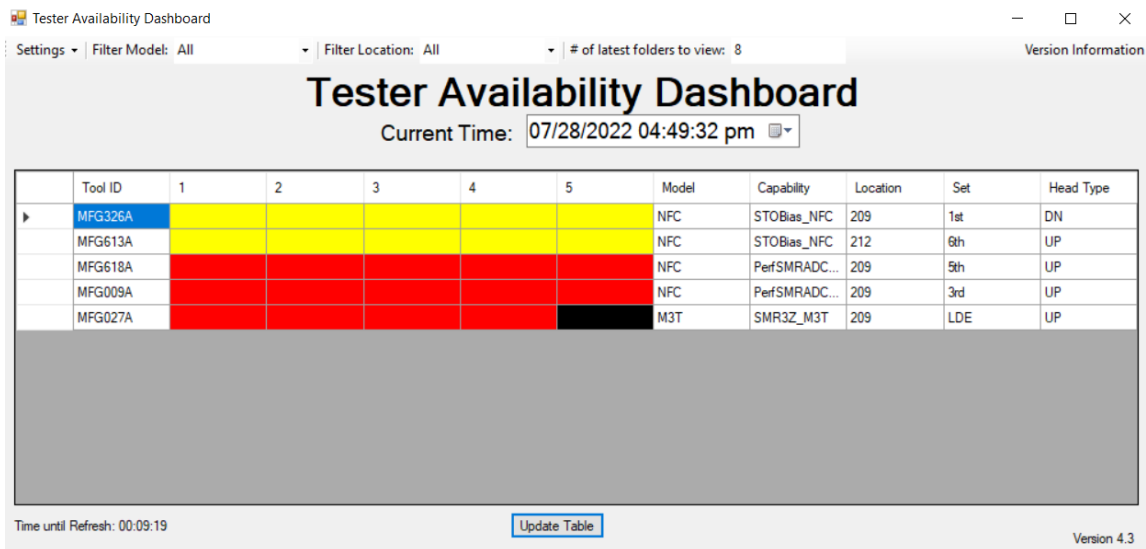 Tester Availability Dashboard
Settings Filter Model: All Filter Location: All # of latest folders to view: 8 Version Information
Tester Availability Dashboard
Current Time: 07/28/2022 04:49:32 pm
Tool ID 1 2 3 4 5 Model Capability Location Set Head Type
MFG326A NFC STOBias_NFC 209 1st DN
MFG613A NFC STOBias_NFC 212 6th UP
MFG618A NFC PerfSMRADC... 209 5th UP
MFG009A NFC PerfSMRADC... 209 3rd UP
MFG027A M3T SMR3Z_M3T 209 LDE UP
Time until Refresh: 00:09:19 Update Table Version 4.3